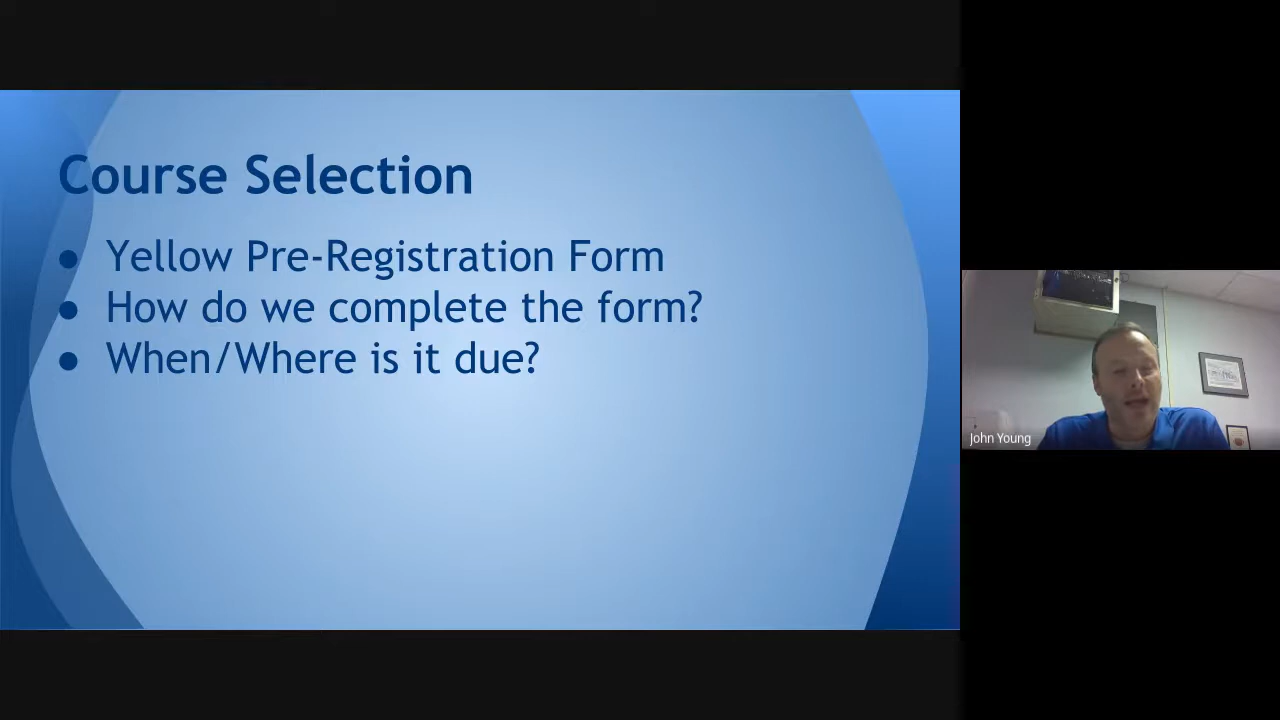 Course Selection
● Yellow Pre-Registration Form
● How do we complete the form?
● When/Where is it due?
John Young